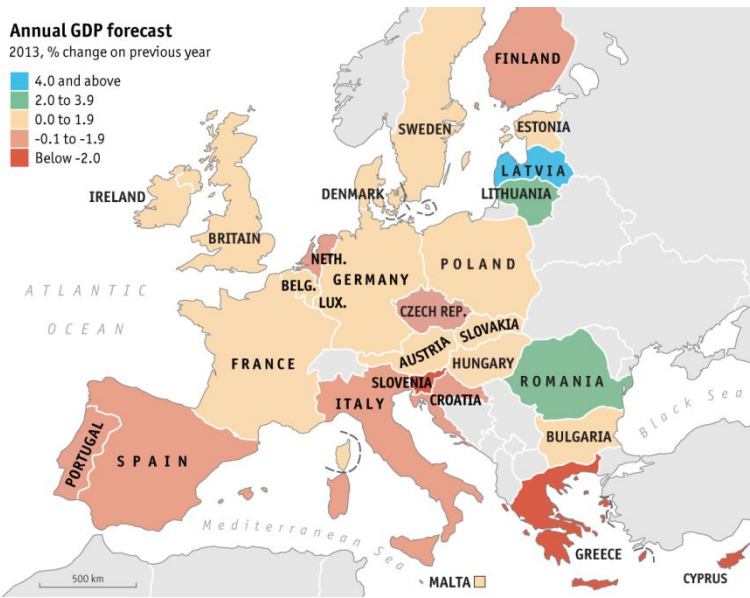 Annual GDP forecast
2013, % change on previous year
4.0 and above
2.0 to 3.9
0.0 to 1.9
-0.1 to -1.9
Below -2.0
FINLAND
SWEDEN
ESTONIA
LATVIA
LITHUANIA
DENMARK
IRELAND
BRITAIN
NETH.
BELG.
LUX.
GERMANY
POLAND
ATLANTIC
OCEAN
CZECH REP.
SLOVAKIA
AUSTRIA
HUNGARY
FRANCE
SLOVENIA
CROATIA
ITALY
ROMANIA
BULGARIA
Black Sea
PORTUGAL
SPAIN
Mediterranean Sea
GREECE
CYPRUS
MALTA
500 km